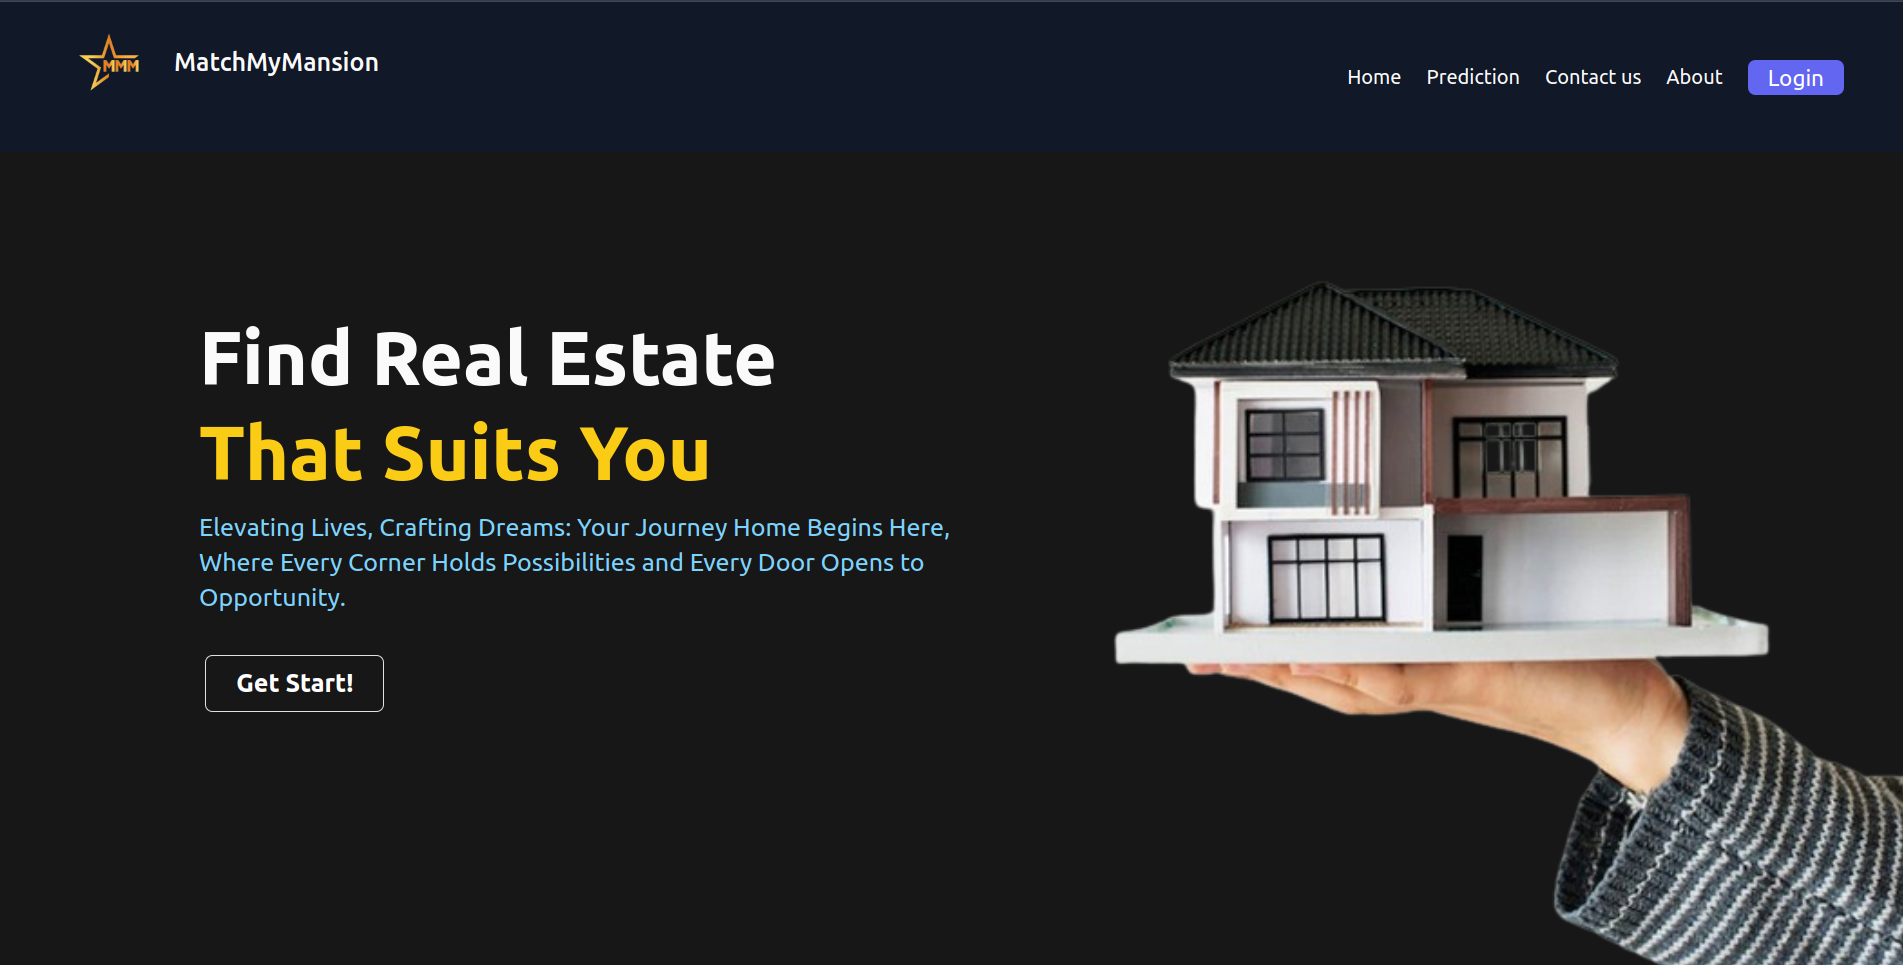 MMM
MatchMyMansion
Home Prediction Contact us About Login
Find Real Estate
That Suits You
Elevating Lives, Crafting Dreams: Your Journey Home Begins Here,
Where Every Corner Holds Possibilities and Every Door Opens to
Opportunity.
Get Start!